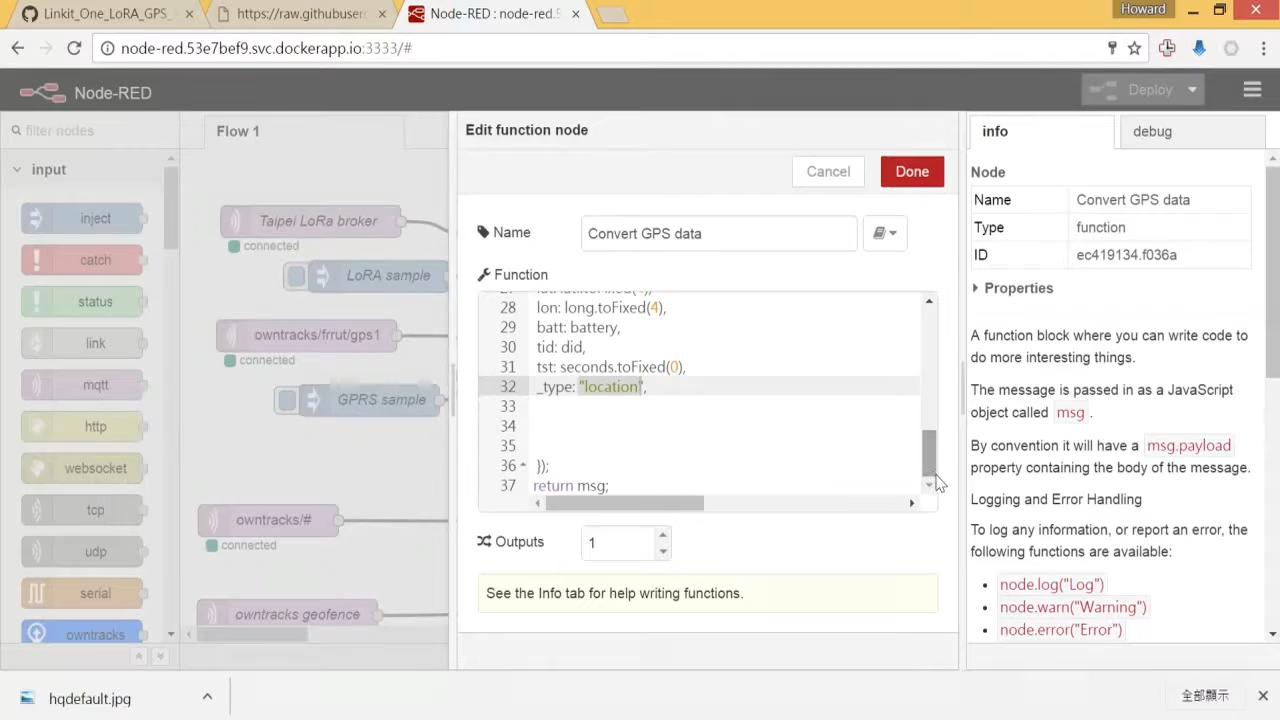 Linkit_One_LoRA_GPS_
https://raw.githubuserc
Node-RED : node-red.5
Howard
node-red.53e7bef9.svc.dockerapp.io:3333/#
Node-RED
Deploy
filter nodes
input
inject
catch
status
link
mqtt
http
websocket
tcp
udp
serial
owntracks
Flow 1
Taipei LoRa broker
connected
LoRA sample
owntracks/frrut/gps1
connected
GPRS sample
owntracks/#
connected
owntracks geofence
Edit function node
Cancel
Done
Name
Convert GPS data
Function
28 lon: long.toFixed(4),
29 batt: battery,
30 tid: did,
31 tst: seconds.toFixed(0),
32 _type: "location",
33
34
35
36 });
37 return msg;
Outputs
1
See the Info tab for help writing functions.
info
debug
Node
Name Convert GPS data
Type function
ID ec419134.f036a
Properties
A function block where you can write code to
do more interesting things.
The message is passed in as a JavaScript
object called msg .
By convention it will have a msg.payload
property containing the body of the message.
Logging and Error Handling
To log any information, or report an error, the
following functions are available:
node.log("Log")
node.warn("Warning")
node.error("Error")
hqdefault.jpg
全部顯示